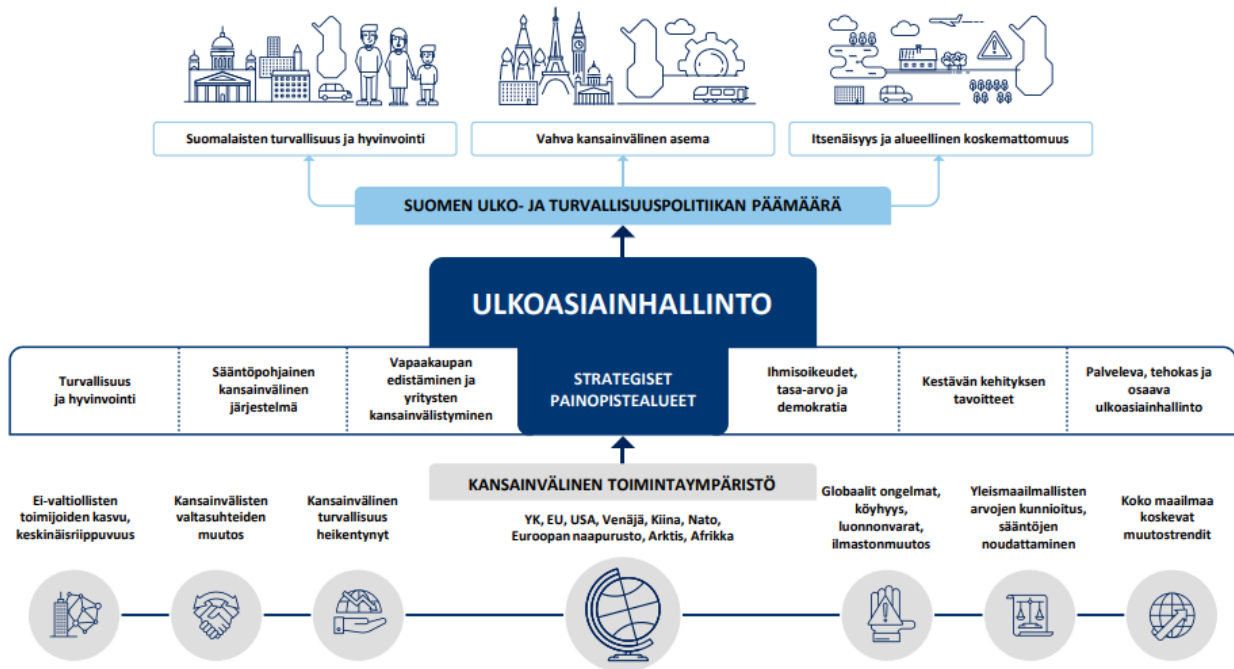 Suomalaisten turvallisuus ja hyvinvointi
Vahva kansainvälinen asema
Itsenäisyys ja alueellinen koskemattomuus
SUOMEN ULKO- JA TURVALLISUUSPOLITIIKAN PÄÄMÄÄRÄ
ULKOASIAINHALLINTO
Turvallisuus
ja hyvinvointi
Sääntöpohjainen
kansainvälinen
järjestelmä
Vapaakaupan
edistäminen ja
yritysten
kansainvälistyminen
STRATEGISET
PAINOPISTEALUEET
Ihmisoikeudet,
tasa-arvo ja
demokratia
Kestävän kehityksen
tavoitteet
Palveleva, tehokas ja
osaava
ulkoasiainhallinto
KANSAINVÄLINEN TOIMINTAYMPÄRISTÖ
Ei-valtiollisten
toimijoiden kasvu,
keskinäisriippuvuus
Kansainvälisten
valtasuhteiden
muutos
Kansainvälinen
turvallisuus
heikentynyt
YK, EU, USA, Venäjä, Kiina, Nato,
Euroopan naapurusto, Arktis, Afrikka
Globaalit ongelmat,
köyhyys,
luonnonvarat,
ilmastonmuutos
Yleismaailmallisten
arvojen kunnioitus,
sääntöjen
noudattaminen
Koko maailmaa
koskevat
muutostrendit